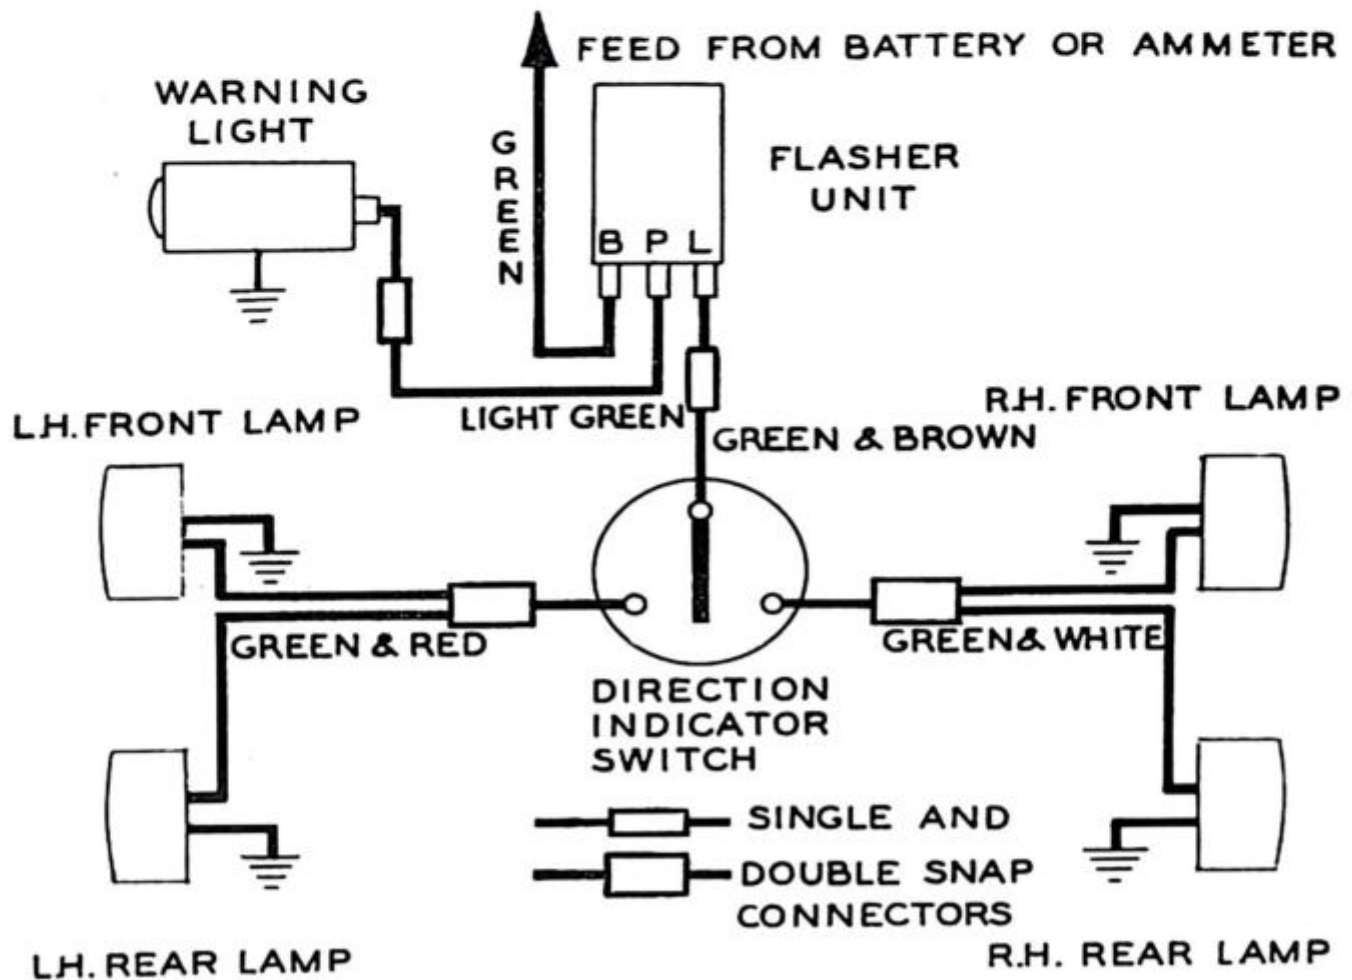 FEED FROM BATTERY OR AMMETER
WARNING
LIGHT
GREEN
FLASHER
UNIT
B P L
L.H. FRONT LAMP
LIGHT GREEN
R.H. FRONT LAMP
GREEN & BROWN
GREEN & RED
GREEN & WHITE
DIRECTION
INDICATOR
SWITCH
SINGLE AND
DOUBLE SNAP
CONNECTORS
L.H. REAR LAMP
R.H. REAR LAMP